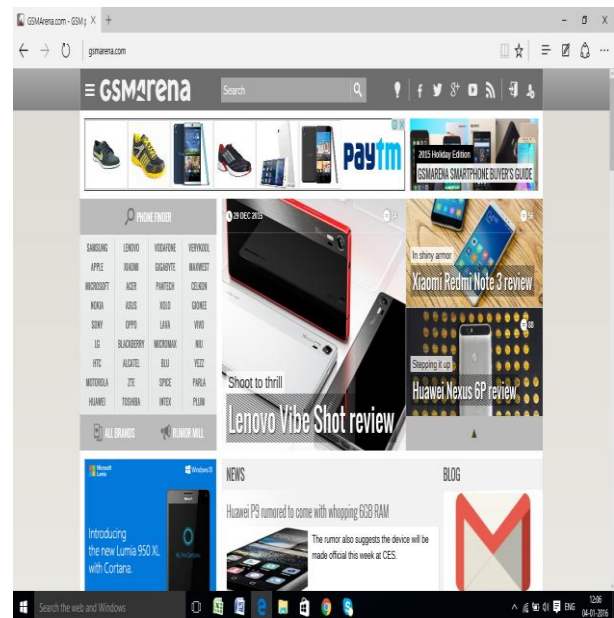 GSMArena.com - GSM p
gsmarena.com
GSMArena
Search
Paytm
2015 Holiday Edition
GSMARENA SMARTPHONE BUYER'S GUIDE
PHONE FINDER
SAMSUNG LENOVO VODAFONE VERYKOOL
APPLE XIAOMI GIGABYTE MAXWEST
MICROSOFT ACER PANTECH CELKON
NOKIA ASUS XOLO GIONEE
SONY OPPO LAVA VIVO
LG BLACKBERRY MICROMAX NIU
HTC ALCATEL BLU YEZZ
MOTOROLA ZTE SPICE PARLA
HUAWEI TOSHIBA INTEX PLUM
ALL BRANDS RUMOR MILL
29 DEC 2015
Shoot to thrill
Lenovo Vibe Shot review
56
In shiny armor
Xiaomi Redmi Note 3 review
88
Stepping it up
Huawei Nexus 6P review
Microsoft
Lumia
Windows 10
Introducing
the new Lumia 950 XL
with Cortana.
NEWS
Huawei P9 rumored to come with whopping 6GB RAM
The rumor also suggests the device will be
made official this week at CES.
BLOG
Search the web and Windows
ENG
12:06
04-01-2016